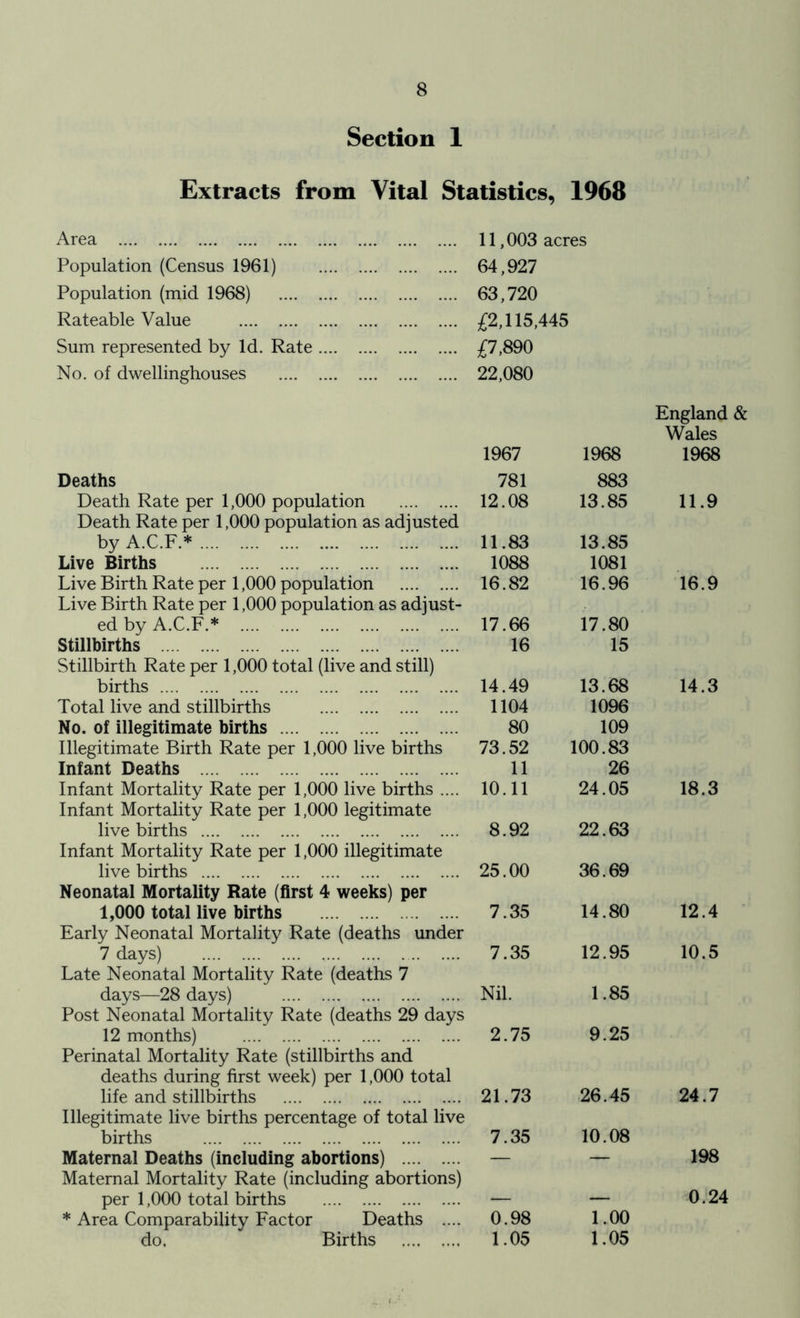 8
Section 1
Extracts from Vital Statistics, 1968
Area .... .... .... .... .... .... .... .... .... 11,003 acres
Population (Census 1961) .... .... .... .... 64,927
Population (mid 1968) .... .... .... .... .... 63,720
Rateable Value .... .... .... .... .... .... £2,115,445
Sum represented by 1d. Rate .... .... .... .... £7,890
No. of dwellinghouses .... .... .... .... .... 22,080
England &
Wales
1967 1968 1968
Deaths 781 883
Death Rate per 1,000 population .... .... 12.08 13.85 11.9
Death Rate per 1,000 population as adjusted
by A.C.F.* .... .... .... .... .... .... .... 11.83 13.85
Live Births .... .... .... .... .... .... .... 1088 1081
Live Birth Rate per 1,000 population .... .... 16.82 16.96 16.9
Live Birth Rate per 1,000 population as adjust-
ed by A.C.F.* .... .... .... .... .... .... 17.66 17.80
Stillbirths .... .... .... .... .... .... .... .... 16 15
Stillbirth Rate per 1,000 total (live and still)
births .... .... .... .... .... .... .... .... 14.49 13.68 14.3
Total live and stillbirths .... .... .... .... 1104 1096
No. of illegitimate births .... .... .... .... .... 80 109
Illegitimate Birth Rate per 1,000 live births 73.52 100.83
Infant Deaths .... .... .... .... .... .... .... 11 26
Infant Mortality Rate per 1,000 live births .... 10.11 24.05 18.3
Infant Mortality Rate per 1,000 legitimate
live births .... .... .... .... .... .... .... 8.92 22.63
Infant Mortality Rate per 1,000 illegitimate
live births .... .... .... .... .... .... .... 25.00 36.69
Neonatal Mortality Rate (first 4 weeks) per
1,000 total live births .... .... .... .... 7.35 14.80 12.4
Early Neonatal Mortality Rate (deaths under
7 days) .... .... .... .... .... .... .... 7.35 12.95 10.5
Late Neonatal Mortality Rate (deaths 7
days—28 days) .... .... .... .... .... Nil. 1.85
Post Neonatal Mortality Rate (deaths 29 days
12 months) .... .... .... .... .... .... 2.75 9.25
Perinatal Mortality Rate (stillbirths and
deaths during first week) per 1,000 total
life and stillbirths .... .... .... .... .... 21.73 26.45 24.7
Illegitimate live births percentage of total live
births .... .... .... .... .... .... .... 7.35 10.08
Maternal Deaths (including abortions) .... .... — — 198
Maternal Mortality Rate (including abortions)
per 1,000 total births .... .... .... .... — — 0.24
* Area Comparability Factor Deaths .... 0.98 1.00
do. Births .... .... 1.05 1.05